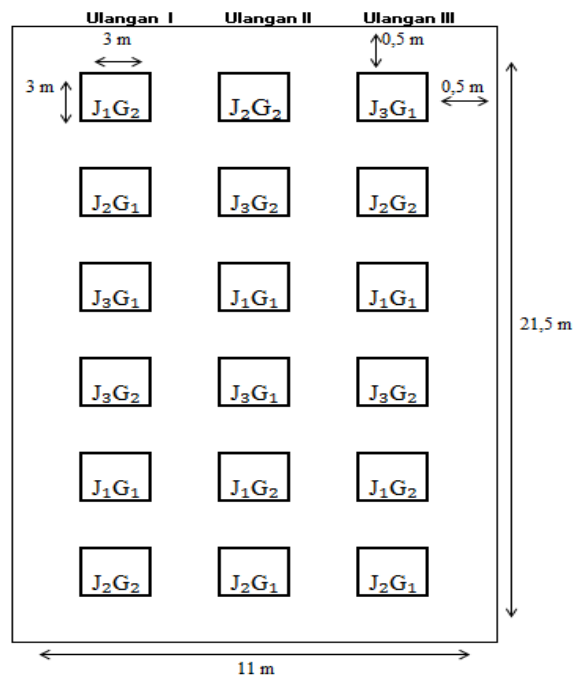 Ulangan I Ulangan II Ulangan III
3 m 0,5 m
3 m J₁G₂ J₂G₂ J₃G₁ 0,5 m
J₂G₁ J₃G₂ J₂G₂
J₃G₁ J₁G₁ J₁G₁
21,5 m
J₃G₂ J₃G₁ J₃G₂
J₁G₁ J₁G₂ J₁G₂
J₂G₂ J₂G₁ J₂G₁
11 m